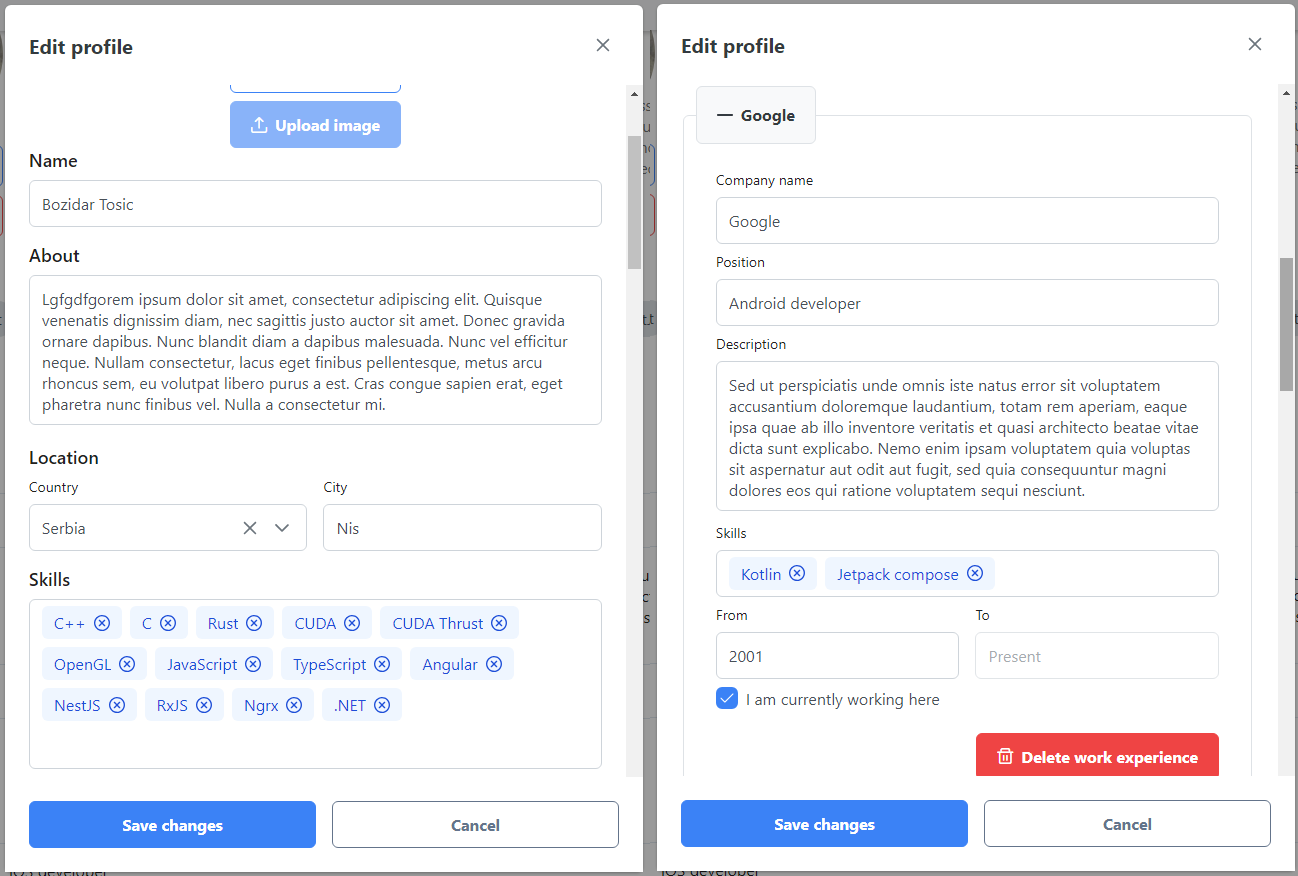 Edit profile
Upload image
Name
Bozidar Tosic
About
Lgfgdfgorem ipsum dolor sit amet, consectetur adipiscing elit. Quisque
venenatis dignissim diam, nec sagittis justo auctor sit amet. Donec gravida
ornare dapibus. Nunc blandit diam a dapibus malesuada. Nunc vel efficitur
neque. Nullam consectetur, lacus eget finibus pellentesque, metus arcu
rhoncus sem, eu volutpat libero purus a est. Cras congue sapien erat, eget
pharetra nunc finibus vel. Nulla a consectetur mi.
Location
Country City
Serbia Nis
Skills
C++ C Rust CUDA CUDA Thrust
OpenGL JavaScript TypeScript Angular
NestJS RxJS Ngrx .NET
Save changes Cancel
iOS developer
Edit profile
Google
Company name
Google
Position
Android developer
Description
Sed ut perspiciatis unde omnis iste natus error sit voluptatem
accusantium doloremque laudantium, totam rem aperiam, eaque
ipsa quae ab illo inventore veritatis et quasi architecto beatae vitae
dicta sunt explicabo. Nemo enim ipsam voluptatem quia voluptas
sit aspernatur aut odit aut fugit, sed quia consequuntur magni
dolores eos qui ratione voluptatem sequi nesciunt.
Skills
Kotlin Jetpack compose
From To
2001 Present
I am currently working here
Delete work experience
Save changes Cancel
iOS developer